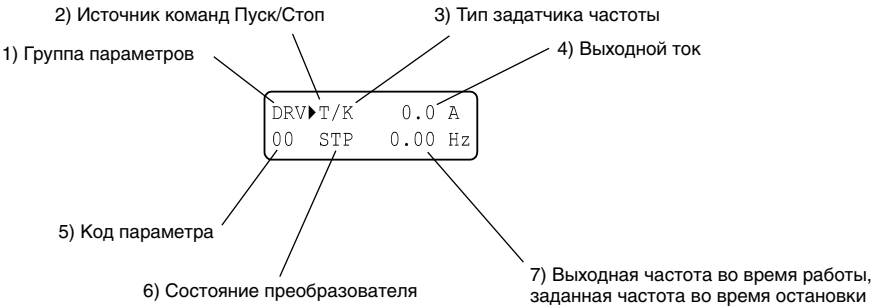 2) Источник команд Пуск/Стоп
3) Тип задатчика частоты
1) Группа параметров
4) Выходной ток
DRV▶T/K 0.0 A
00 STP 0.00 Hz
5) Код параметра
6) Состояние преобразователя
7) Выходная частота во время работы,
заданная частота во время остановки